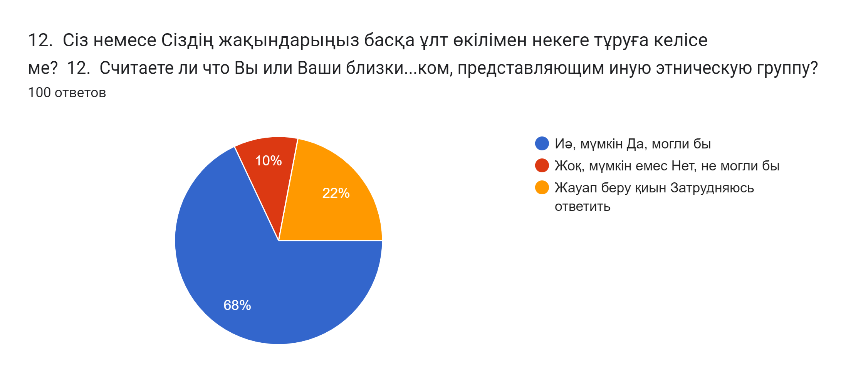 12. Сіз немесе Сіздің жақындарыңыз басқа ұлт өкілімен некеге тұруға келісе
ме? 12. Считаете ли что Вы или Ваши близки...ком, представляющим иную этническую группу?
100 ответов
10%
22%
68%
Иә, мүмкін Да, могли бы
Жоқ, мүмкін емес Нет, не могли бы
Жауап беру қиын Затрудняюсь
ответить